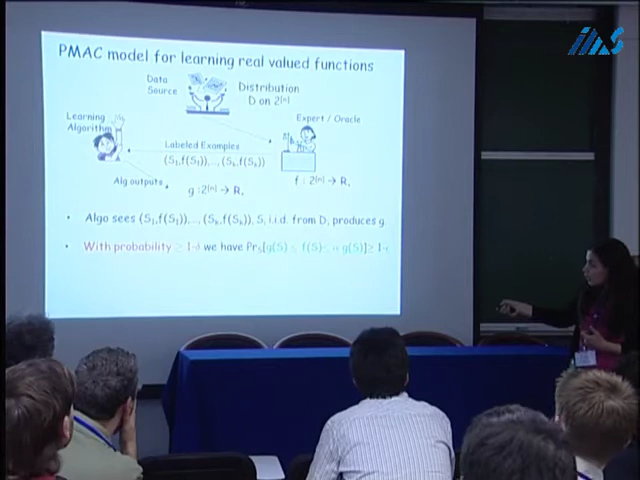 ims
PMAC model for learning real valued functions
Data
Source
Distribution
D on 2[n]
Learning
Algorithm
Expert / Oracle
Labeled Examples
(S1,f(S1)),..., (Sk,f(Sk))
Alg outputs
g : 2[n] → R+
f : 2[n] → R+
• Algo sees (S1,f(S1)),..., (Sk,f(Sk)), Si i.i.d. from D, produces g.
• With probability ≥ 1-δ we have PrS[g(S) ≤ f(S) ≤ α g(S)] ≥ 1-ε